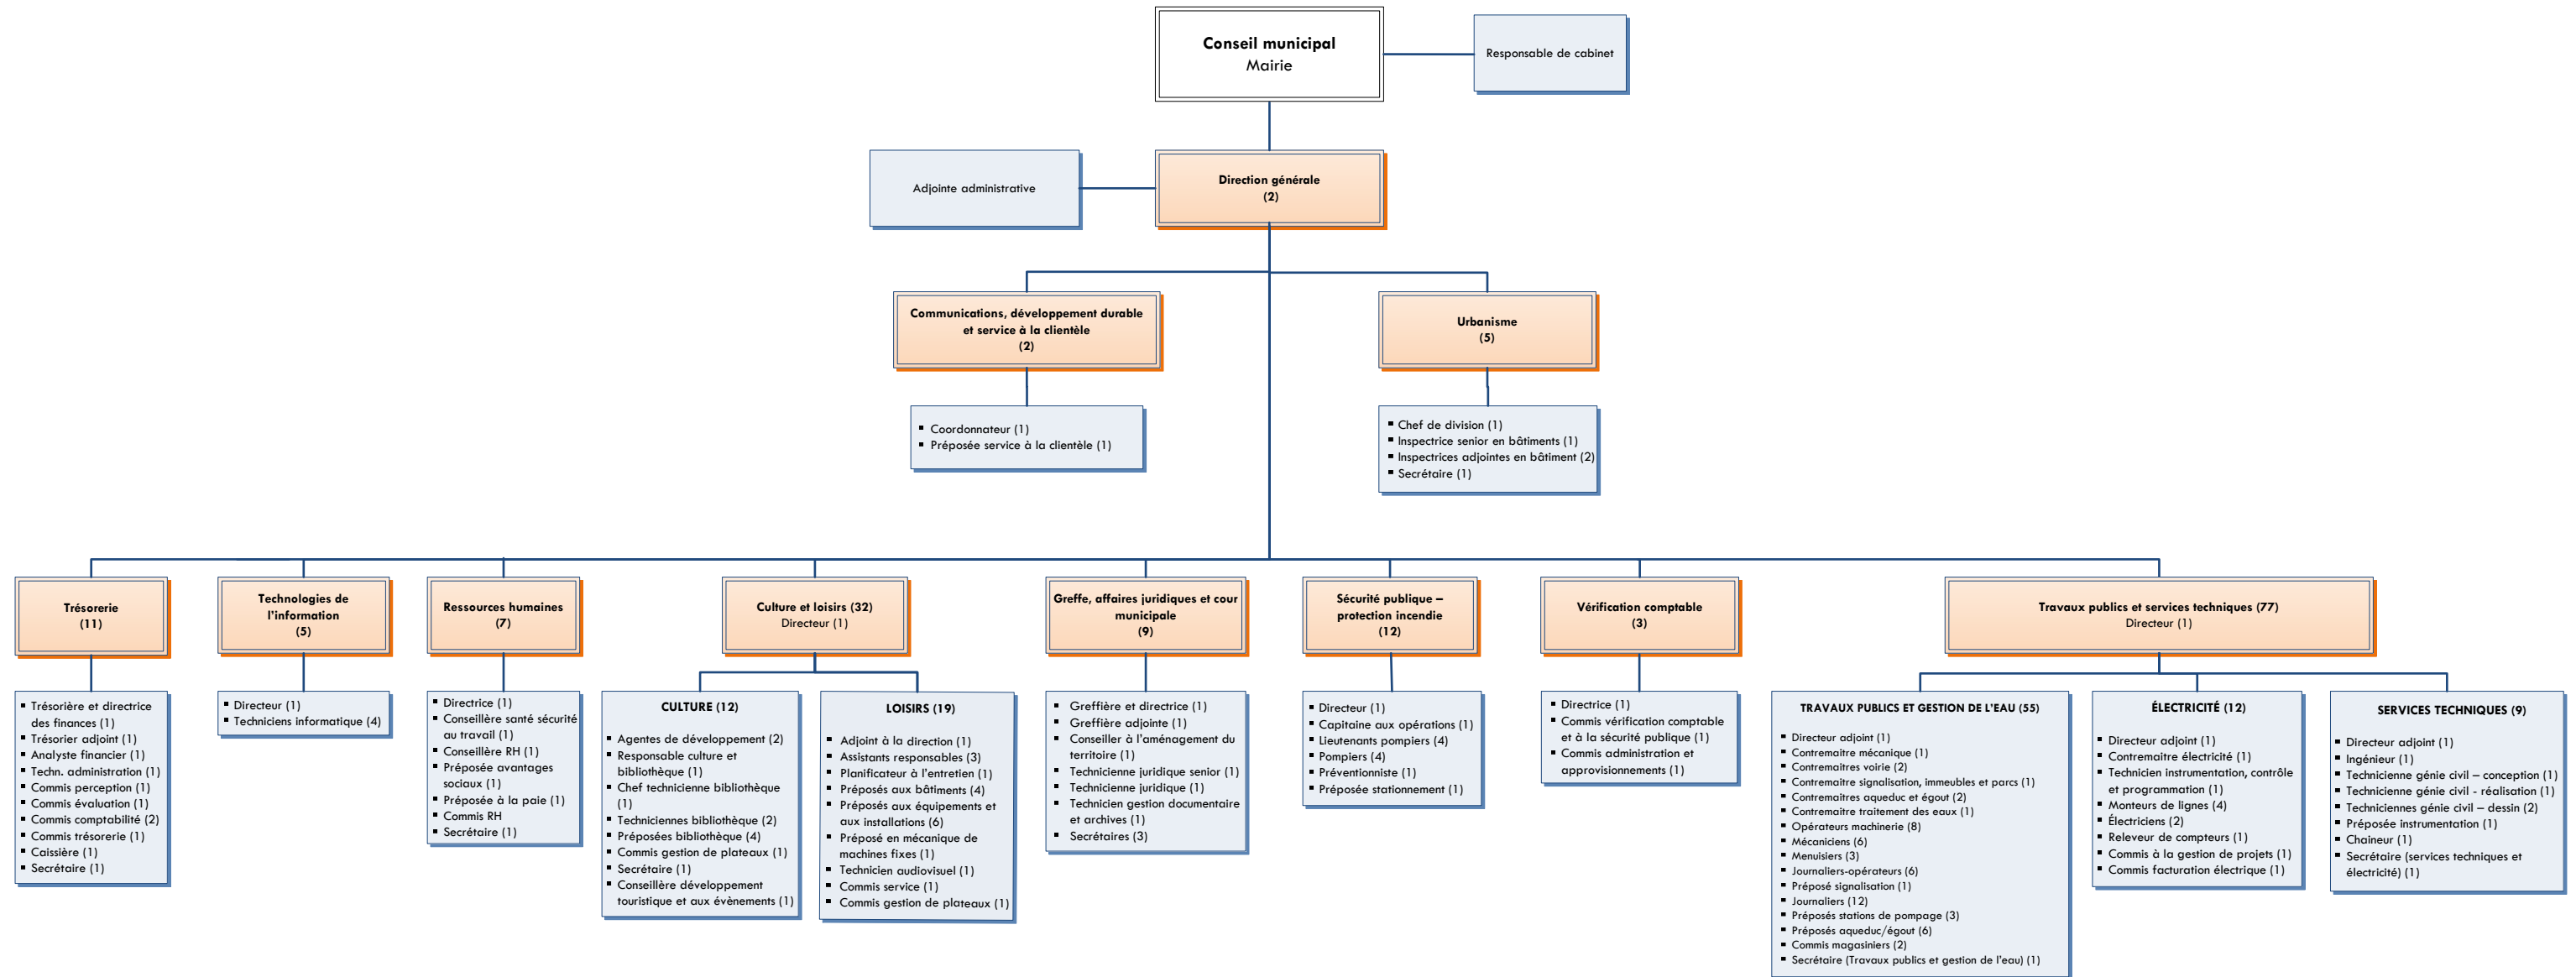 Conseil municipal
Mairie
Responsable de cabinet
Adjointe administrative
Direction générale
(2)
Communications, développement durable
et service à la clientèle
(2)
Urbanisme
(5)
▪ Coordonnateur (1)
▪ Préposée service à la clientèle (1)
▪ Chef de division (1)
▪ Inspectrice senior en bâtiments (1)
▪ Inspectrices adjointes en bâtiment (2)
▪ Secrétaire (1)
Trésorerie
(11)
Technologies de
l'information
(5)
Ressources humaines
(7)
Culture et loisirs (32)
Directeur (1)
Greffe, affaires juridiques et cour
municipale
(9)
Sécurité publique –
protection incendie
(12)
Vérification comptable
(3)
Travaux publics et services techniques (77)
Directeur (1)
▪ Trésorière et directrice
des finances (1)
▪ Trésorier adjoint (1)
▪ Analyste financier (1)
▪ Techn. administration (1)
▪ Commis perception (1)
▪ Commis évaluation (1)
▪ Commis comptabilité (2)
▪ Commis trésorerie (1)
▪ Caissière (1)
▪ Secrétaire (1)
▪ Directeur (1)
▪ Techniciens informatique (4)
▪ Directrice (1)
▪ Conseillère santé sécurité
au travail (1)
▪ Conseillère RH (1)
▪ Préposée avantages
sociaux (1)
▪ Préposée à la paie (1)
▪ Commis RH
▪ Secrétaire (1)
CULTURE (12)
▪ Agentes de développement (2)
▪ Responsable culture et
bibliothèque (1)
▪ Chef technicienne bibliothèque
(1)
▪ Techniciennes bibliothèque (2)
▪ Préposées bibliothèque (4)
▪ Commis gestion de plateaux (1)
▪ Secrétaire (1)
▪ Conseillère développement
touristique et aux évènements (1)
LOISIRS (19)
▪ Adjoint à la direction (1)
▪ Assistants responsables (3)
▪ Planificateur à l'entretien (1)
▪ Préposés aux bâtiments (4)
▪ Préposés aux équipements et
aux installations (6)
▪ Préposé en mécanique de
machines fixes (1)
▪ Technicien audiovisuel (1)
▪ Commis service (1)
▪ Commis gestion de plateaux (1)
▪ Greffière et directrice (1)
▪ Greffière adjointe (1)
▪ Conseiller à l'aménagement du
territoire (1)
▪ Technicienne juridique senior (1)
▪ Technicienne juridique (1)
▪ Technicien gestion documentaire
et archives (1)
▪ Secrétaires (3)
▪ Directeur (1)
▪ Capitaine aux opérations (1)
▪ Lieutenants pompiers (4)
▪ Pompiers (4)
▪ Préventionniste (1)
▪ Préposée stationnement (1)
▪ Directrice (1)
▪ Commis vérification comptable
et à la sécurité publique (1)
▪ Commis administration et
approvisionnements (1)
TRAVAUX PUBLICS ET GESTION DE L'EAU (55)
▪ Directeur adjoint (1)
▪ Contremaitre mécanique (1)
▪ Contremaitres voirie (2)
▪ Contremaitre signalisation, immeubles et parcs (1)
▪ Contremaîtres aqueduc et égout (2)
▪ Contremaitre traitement des eaux (1)
▪ Opérateurs machinerie (8)
▪ Mécaniciens (6)
▪ Menuisiers (3)
▪ Journaliers-opérateurs (6)
▪ Préposé signalisation (1)
▪ Journaliers (12)
▪ Préposés stations de pompage (3)
▪ Préposés aqueduc/égout (6)
▪ Commis magasiniers (2)
▪ Secrétaire (Travaux publics et gestion de l'eau) (1)
ÉLECTRICITÉ (12)
▪ Directeur adjoint (1)
▪ Contremaître électricité (1)
▪ Technicien instrumentation, contrôle
et programmation (1)
▪ Monteurs de lignes (4)
▪ Électriciens (2)
▪ Releveur de compteurs (1)
▪ Commis à la gestion de projets (1)
▪ Commis facturation électrique (1)
SERVICES TECHNIQUES (9)
▪ Directeur adjoint (1)
▪ Ingénieur (1)
▪ Technicienne génie civil – conception (1)
▪ Technicienne génie civil - réalisation (1)
▪ Techniciennes génie civil – dessin (2)
▪ Préposée instrumentation (1)
▪ Chaineur (1)
▪ Secrétaire (services techniques et
électricité) (1)